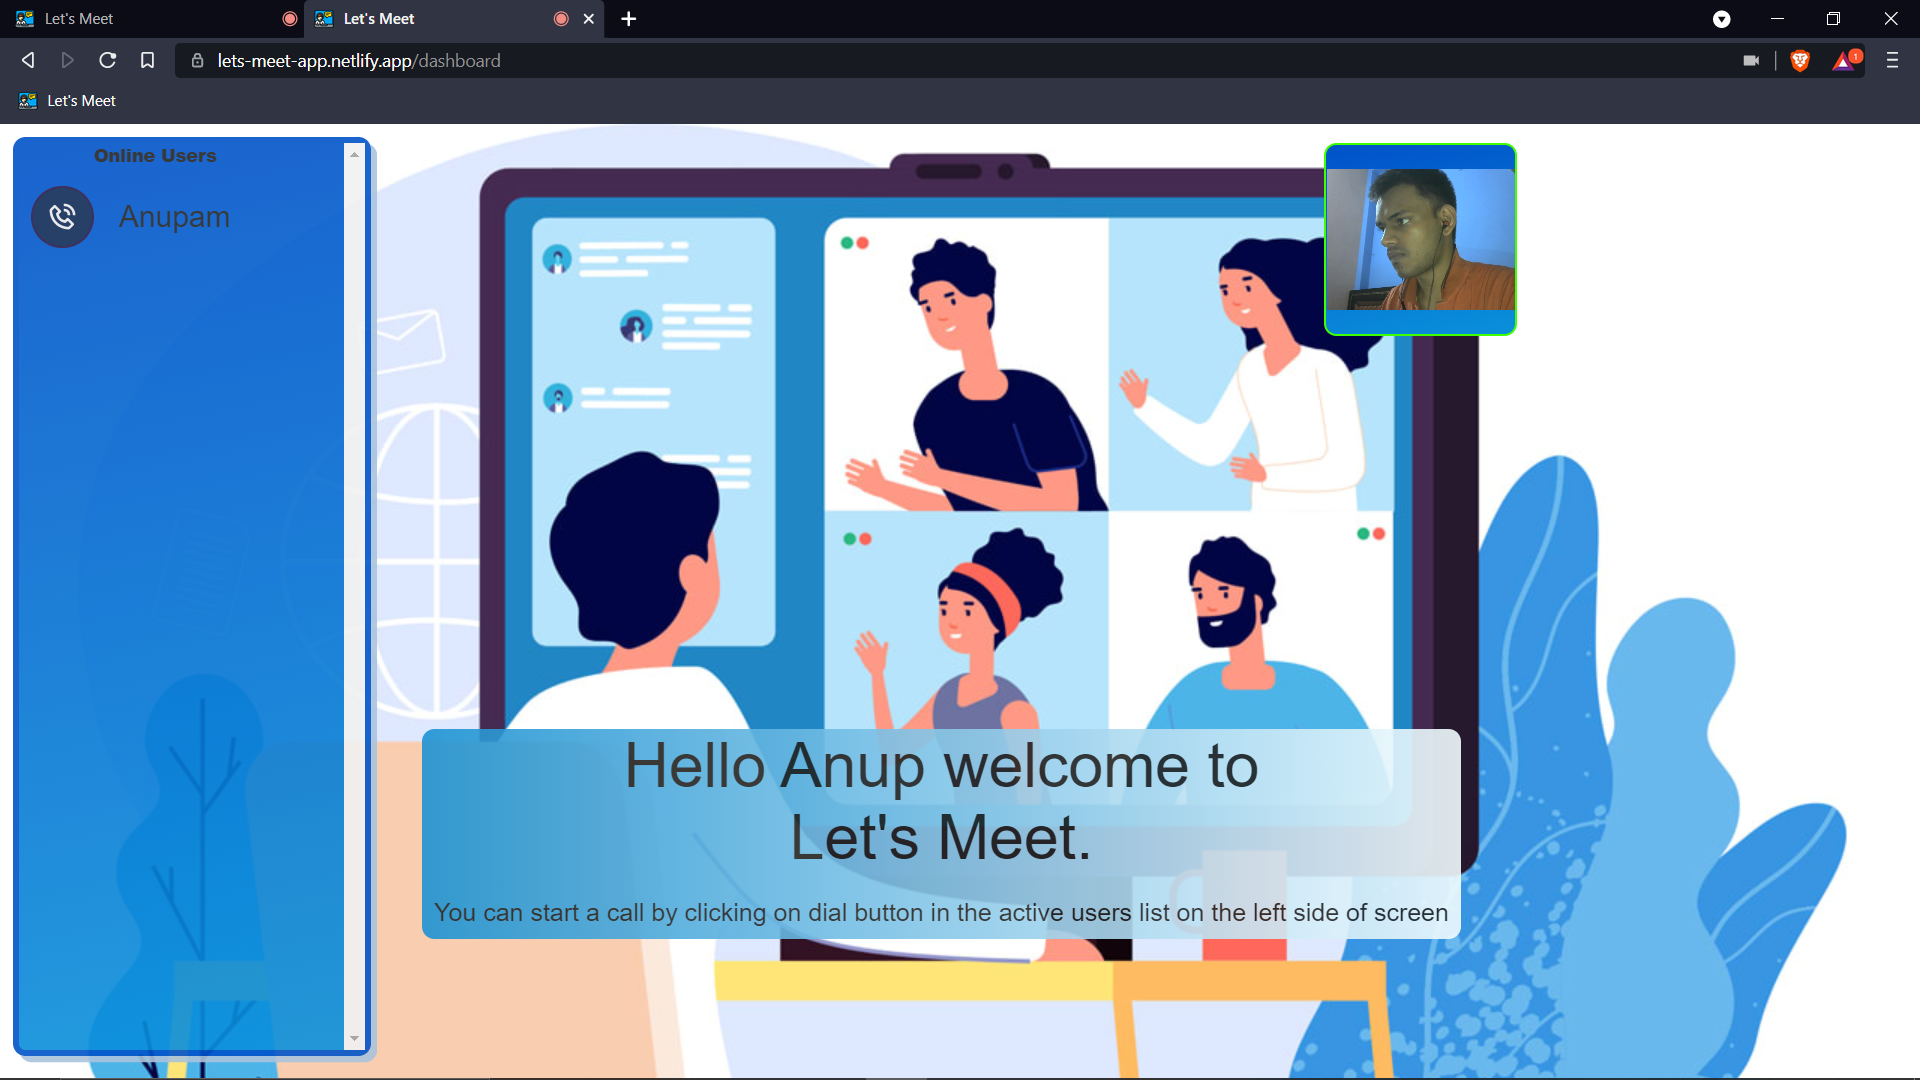 Let's Meet
Let's Meet
lets-meet-app.netlify.app/dashboard
1
Let's Meet
Online Users
Anupam
Hello Anup welcome to
Let's Meet.
You can start a call by clicking on dial button in the active users list on the left side of screen